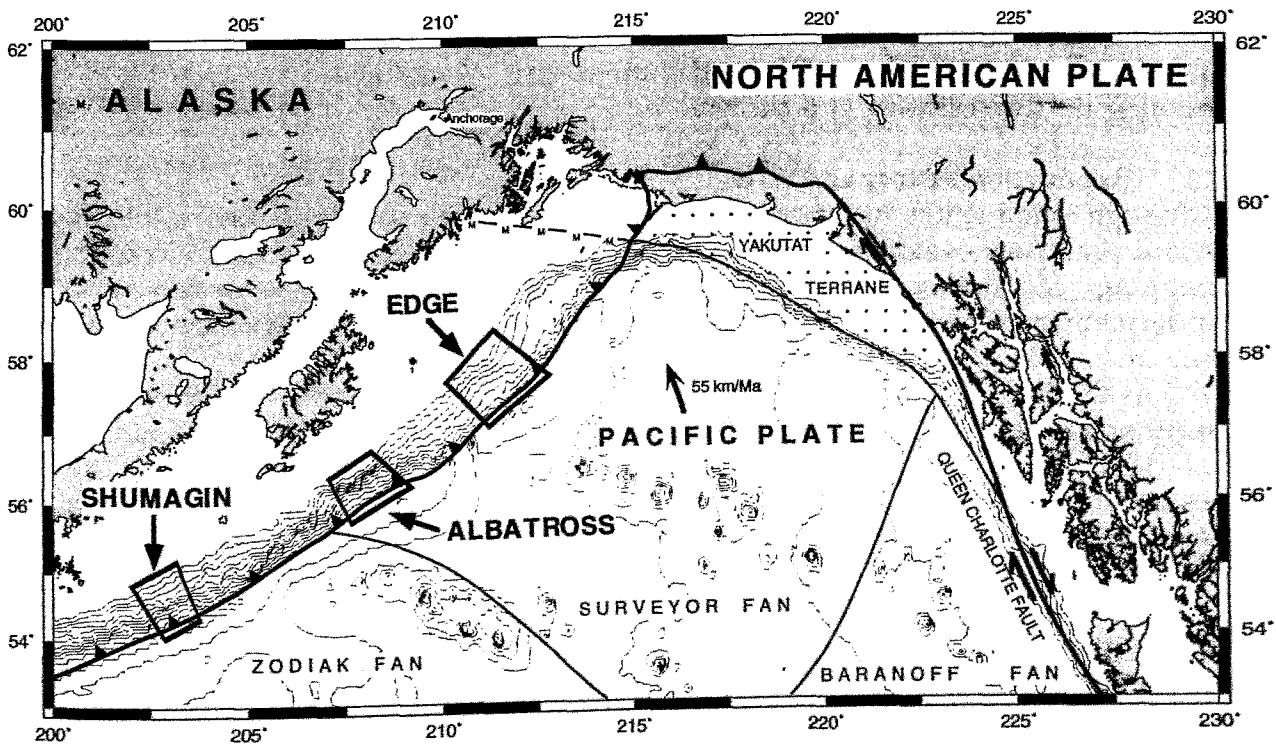 200° 205° 210° 215° 220° 225° 230°
62° 62°
NORTH AMERICAN PLATE
M
ALASKA
Anchorage
60° 60°
M M M M M
YAKUTAT
TERRANE
EDGE
58° 58°
55 km/Ma
PACIFIC PLATE
SHUMAGIN
56° 56°
ALBATROSS
QUEEN CHARLOTTE FAULT
SURVEYOR FAN
54° 54°
ZODIAK FAN
BARANOFF FAN
200° 205° 210° 215° 220° 225° 230°